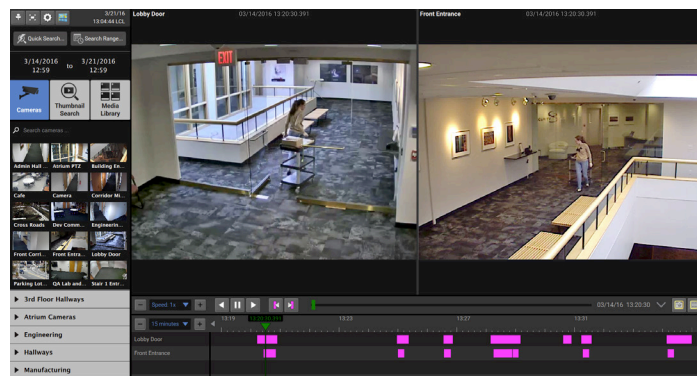 3/21/16
13:04:44 LCL
Quick Search...
Search Range...
3/14/2016
12:59
to
3/21/2016
12:59
Cameras
Thumbnail
Search
Media
Library
Search cameras ...
Admin Hall ...
Atrium PTZ
Building En...
Cafe
Camera
Corridor Mi...
Cross Roads
Dev Comm...
Engineerin...
Front Corri...
Front Entra...
Lobby Door
Parking Lot...
QA Lab and...
Stair 1 Entr...
3rd Floor Hallways
Atrium Cameras
Engineering
Hallways
Manufacturing
Lobby Door
03/14/2016 13:20:30.391
EXIT
Front Entrance
03/14/2016 13:20:30.391
Speed: 1x
03/14/16 13:20:30
15 minutes
13:19
13:20:30.391
13:23
13:27
13:31
Lobby Door
Front Entrance